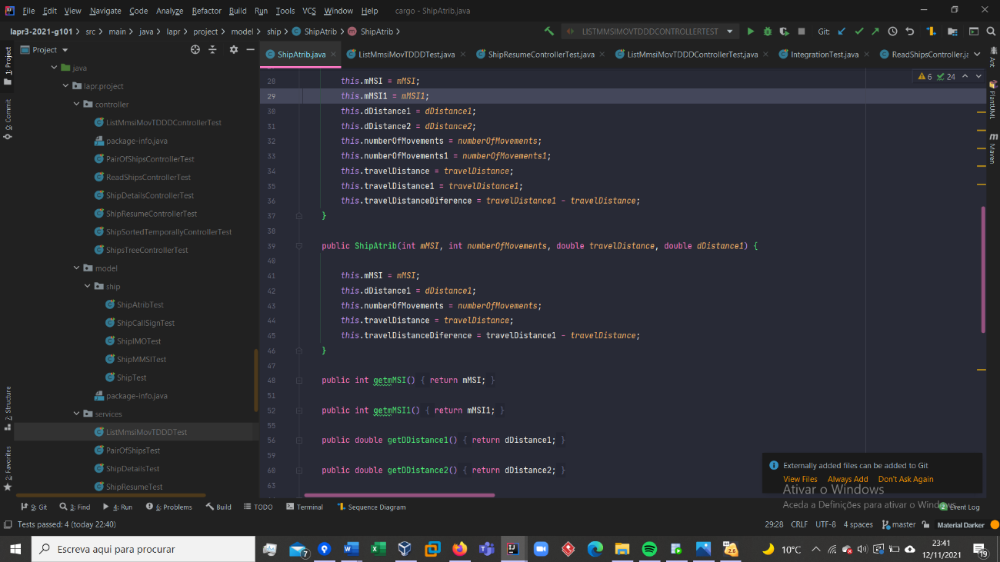 File Edit View Navigate Code Analyze Refactor Build Run Tools VCS Window Help cargo - ShipAtrib.java
lapr3-2021-g101 src main java lapr project model ship ShipAtrib ShipAtrib LISTMMSIMOVTDDDCONTROLLERTEST Git:
1: Project
Commit
Z: Structure
2: Favorites
Project
java
lapr.project
controller
ListMmsiMovTDDDControllerTest
package-info.java
PairOfShipsControllerTest
ReadShipsControllerTest
ShipDetailsControllerTest
ShipResumeControllerTest
ShipSortedTemporallyControllerTest
ShipsTreeControllerTest
model
ship
ShipAtribTest
ShipCallSignTest
ShipIMOTest
ShipMMSITest
ShipTest
package-info.java
services
ListMmsiMovTDDDTest
PairOfShipsTest
ShipDetailsTest
ShipResumeTest
ShipAtrib.java ListMmsiMovTDDDTest.java ShipResumeControllerTest.java ListMmsiMovTDDDControllerTest.java IntegrationTest.java ReadShipsController.ja
6 24
28 this.mMSI = mMSI;
29 this.mMSI1 = mMSI1;
30 this.dDistance1 = dDistance1;
31 this.dDistance2 = dDistance2;
32 this.numberOfMovements = numberOfMovements;
33 this.numberOfMovements1 = numberOfMovements1;
34 this.travelDistance = travelDistance;
35 this.travelDistance1 = travelDistance1;
36 this.travelDistanceDiference = travelDistance1 - travelDistance;
37 }
38
39 public ShipAtrib(int mMSI, int numberOfMovements, double travelDistance, double dDistance1) {
40
41 this.mMSI = mMSI;
42 this.dDistance1 = dDistance1;
43 this.numberOfMovements = numberOfMovements;
44 this.travelDistance = travelDistance;
45 this.travelDistanceDiference = travelDistance1 - travelDistance;
46 }
47
48 public int getmMSI() { return mMSI; }
51
52 public int getmMSI1() { return mMSI1; }
55
56 public double getDDistance1() { return dDistance1; }
59
60 public double getDDistance2() { return dDistance2; }
63
Ant
PlantUML
Maven
Externally added files can be added to Git
View Files Always Add Don't Ask Again
Ativar o Windows
Aceda a Definições para ativar o Windows.
9: Git 3: Find 4: Run 6: Problems Build TODO Terminal Sequence Diagram 2 Event Log
Tests passed: 4 (today 22:40) 29:28 CRLF UTF-8 4 spaces master Material Darker
Escreva aqui para procurar
7
2.6
10°C
23:41
12/11/2021
19